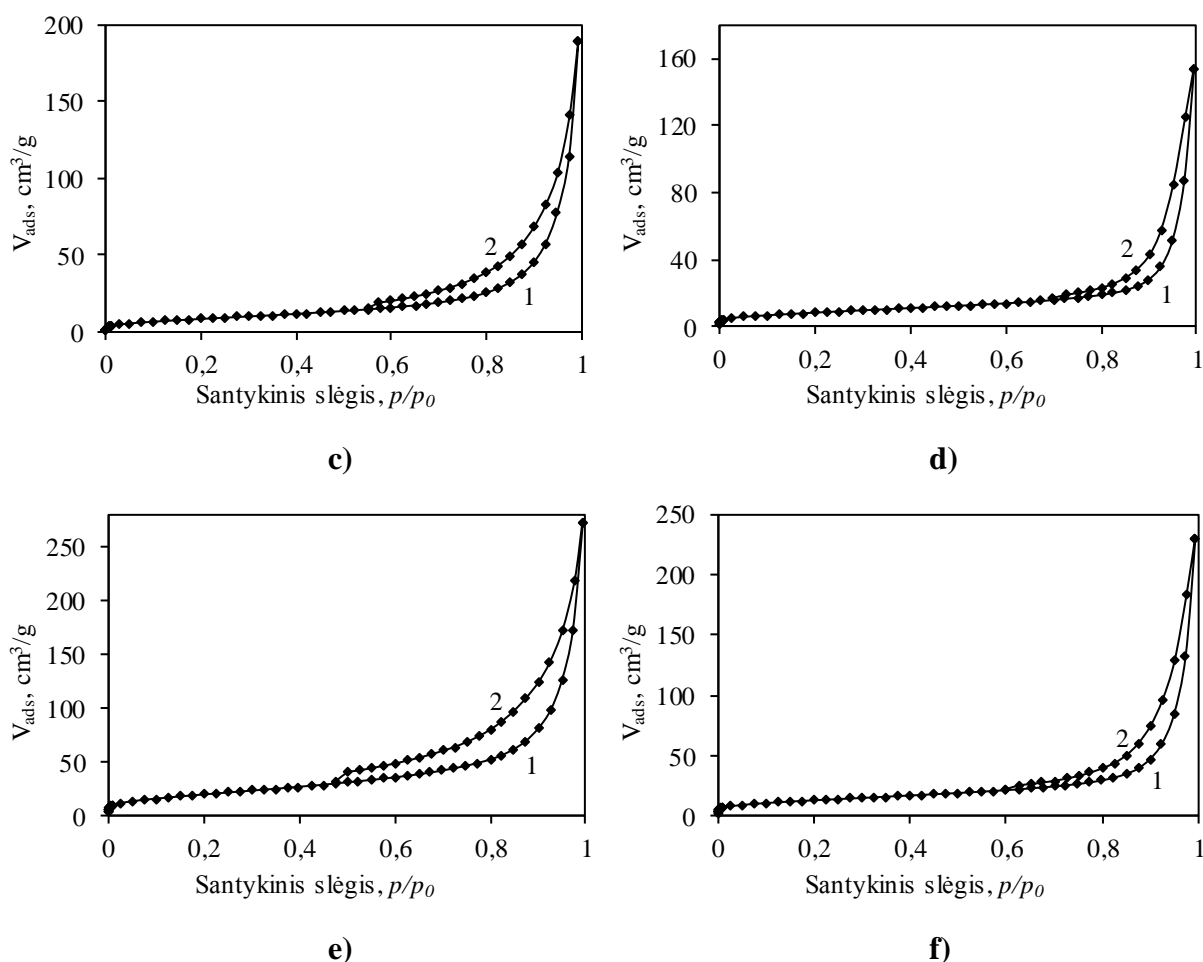 200
150
100
50
0
V_ads, cm³/g
2
1
0 0,2 0,4 0,6 0,8 1
Santykinis slėgis, p/p₀
c)
160
120
80
40
0
V_ads, cm³/g
2
1
0 0,2 0,4 0,6 0,8 1
Santykinis slėgis, p/p₀
d)
250
200
150
100
50
0
V_ads, cm³/g
2
1
0 0,2 0,4 0,6 0,8 1
Santykinis slėgis, p/p₀
e)
250
200
150
100
50
0
V_ads, cm³/g
2
1
0 0,2 0,4 0,6 0,8 1
Santykinis slėgis, p/p₀
f)